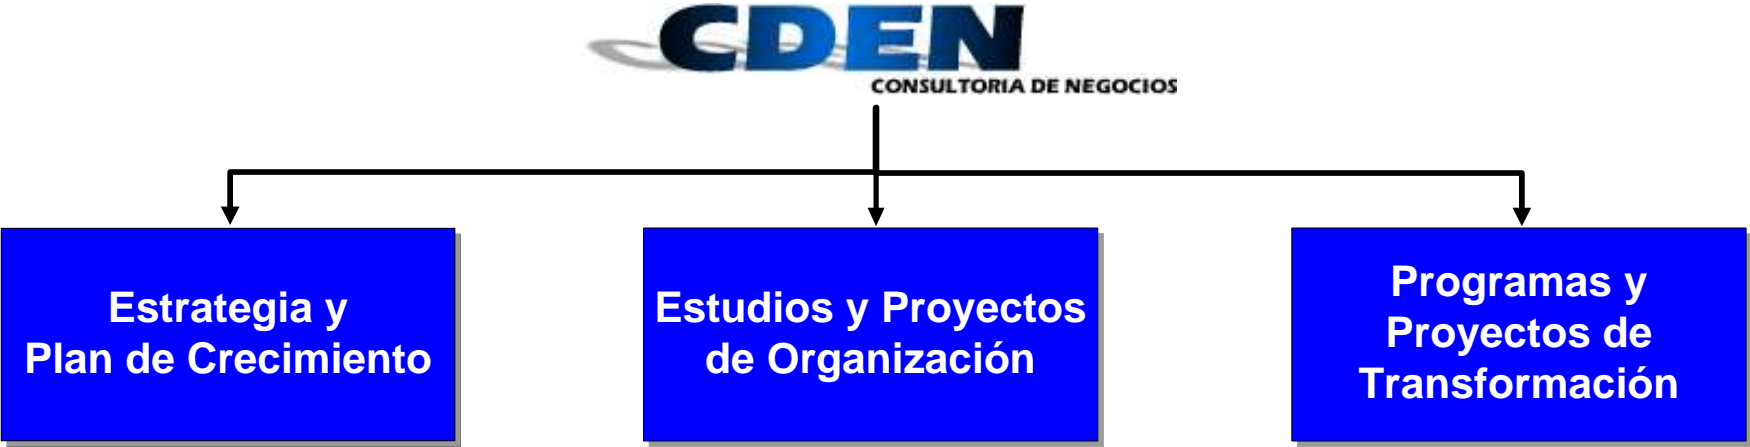 CDEN
CONSULTORIA DE NEGOCIOS
Estrategia y
Plan de Crecimiento
Estudios y Proyectos
de Organización
Programas y
Proyectos de
Transformación